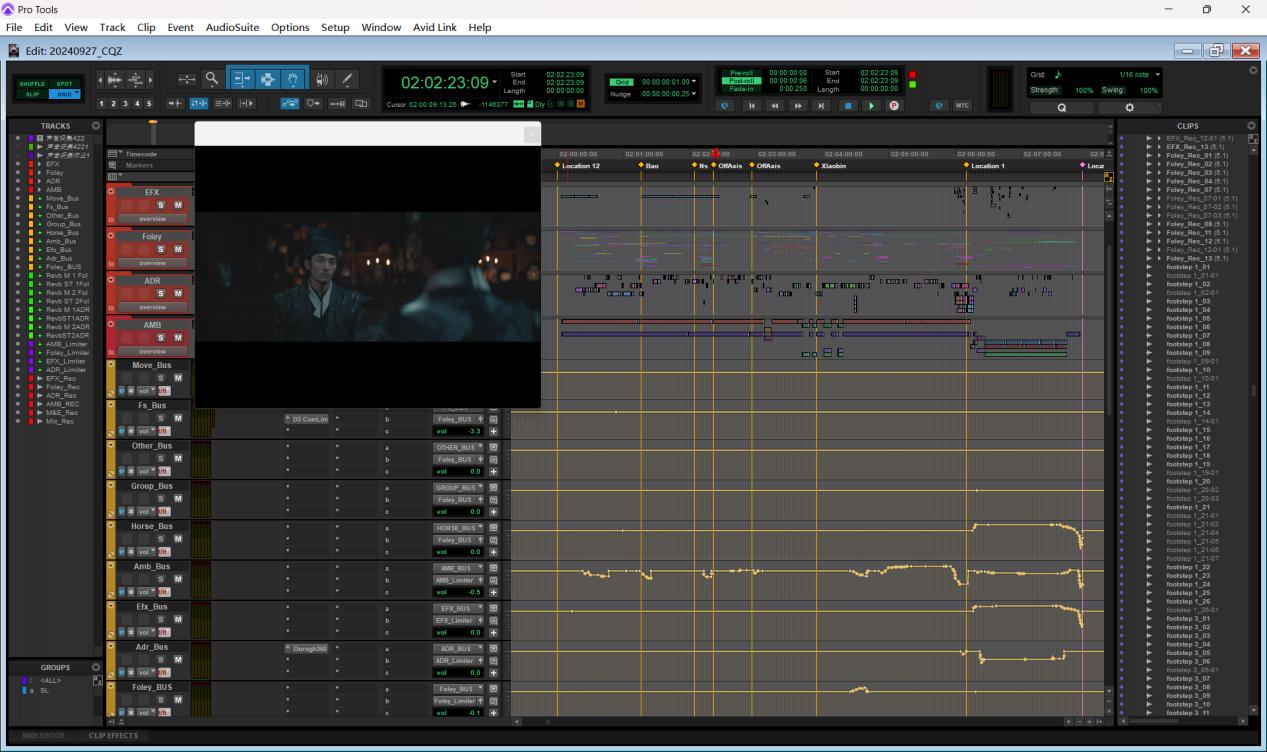 Pro Tools
File Edit View Track Clip Event AudioSuite Options Setup Window Avid Link Help
Edit: 20240927_CQZ
SHUFFLE SPOT
SLIP GRID
1 2 3 4 5
02:02:23:09
Start 02:02:23:09
End 02:02:23:09
Length 00:00:00:00
Cursor 02:00:09:13.26 -1146377 Dly
Grid 00:00:00:01.00
Nudge 00:00:00:00.25
Pre-roll 00:00:00:00
Post-roll 00:00:00:06
Fade-in 0:00.250
Start 02:02:23:09
End 02:02:23:09
Length 00:00:00:00
MTC
Grid: 1/16 note
Strength: 100% Swing: 100%
Q
TRACKS
声音采集422
声音采集4221
声音采集作业1
EFX
Foley
ADR
AMB
Move_Bus
Fs_Bus
Other_Bus
Group_Bus
Horse_Bus
Amb_Bus
Efx_Bus
Adr_Bus
Foley_BUS
Revb M 1 Fol
Revb ST 1Fol
Revb M 2 Fol
Revb ST 2Fol
Revb M 1ADR
RevbST1ADR
Revb M 2ADR
RevbST2ADR
AMB_Limiter
Foley_Limiter
EFX_Limiter
ADR_Limiter
EFX_Rec
Foley_Rec
ADR_Rec
AMB_REC
M&E_Rec
Mix_Rec
GROUPS
! <ALL>
a SL
Timecode
Markers
02:00:00:00 02:01:00:00 02:03:00:00 02:04:00:00 02:05:00:00 02:06:00:00 02:07:00:00
Location 12 Bao Ns OffAxis OffAxis XIaobin Location 1 Loca
EFX
S M
overview
Foley
S M
overview
ADR
S M
overview
AMB
S M
overview
Move_Bus
S M
vol
Fs_Bus
S M
vol
D3 ComLim
b Foley_BUS
c vol -3.3
Other_Bus
S M
vol
a OTHER_BUS
b Foley_BUS
c vol 0.0
Group_Bus
S M
vol
a GROUP_BUS
b Foley_BUS
c vol 0.0
Horse_Bus
S M
vol
a HORSE_BUS
b Foley_BUS
c vol 0.0
Amb_Bus
S M
vol
a AMB_BUS
b AMB_Limiter
c vol -0.5
Efx_Bus
S M
vol
a EFX_BUS
b EFX_Limiter
c vol 0.0
Adr_Bus
S M
vol
Dorogh360
a ADR_BUS
b ADR_Limiter
c vol 0.0
Foley_BUS
S M
vol
a Foley_BUS
b Foley_Limiter
c vol -0.1
CLIPS
EFX_Rec_12-01 (5.1)
EFX_Rec_13 (5.1)
Foley_Rec_01 (5.1)
Foley_Rec_02 (5.1)
Foley_Rec_03 (5.1)
Foley_Rec_04 (5.1)
Foley_Rec_07 (5.1)
Foley_Rec_07-01 (5.1)
Foley_Rec_07-02 (5.1)
Foley_Rec_07-03 (5.1)
Foley_Rec_08 (5.1)
Foley_Rec_11 (5.1)
Foley_Rec_12 (5.1)
Foley_Rec_12-01 (5.1)
Foley_Rec_13 (5.1)
footstep 1_01
footstep 1_01-01
footstep 1_02
footstep 1_02-01
footstep 1_03
footstep 1_04
footstep 1_05
footstep 1_06
footstep 1_07
footstep 1_08
footstep 1_09
footstep 1_09-01
footstep 1_10
footstep 1_10-01
footstep 1_11
footstep 1_12
footstep 1_13
footstep 1_14
footstep 1_14-01
footstep 1_15
footstep 1_16
footstep 1_17
footstep 1_18
footstep 1_19
footstep 1_19-01
footstep 1_20
footstep 1_20-02
footstep 1_20-03
footstep 1_21
footstep 1_21-01
footstep 1_21-02
footstep 1_21-04
footstep 1_21-05
footstep 1_21-06
footstep 1_21-07
footstep 1_22
footstep 1_23
footstep 1_24
footstep 1_25
footstep 1_26
footstep 1_26-01
footstep 3_01
footstep 3_02
footstep 3_03
footstep 3_04
footstep 3_05
footstep 3_06
footstep 3_06-01
footstep 3_07
footstep 3_08
footstep 3_09
footstep 3_10
footstep 3_11
MIDI EDITOR CLIP EFFECTS